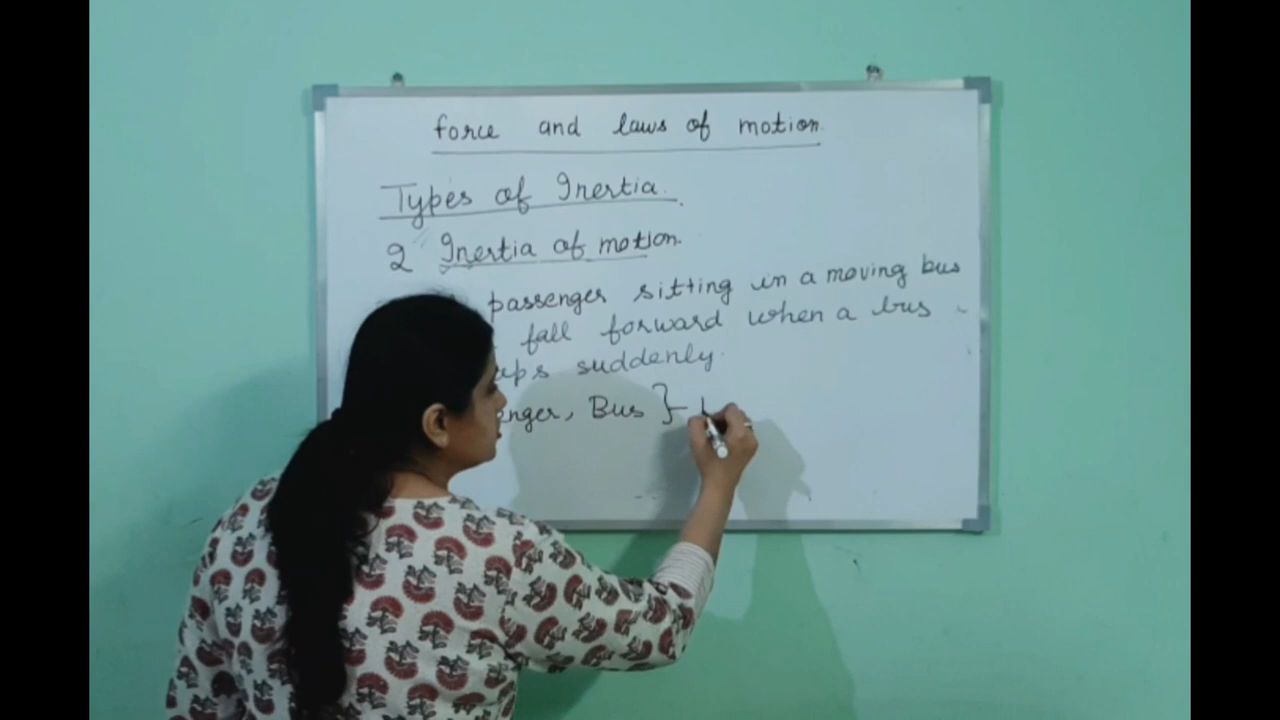 force and laws of motion.
Types of Inertia.
2 Inertia of motion.
passenger sitting in a moving bus
fall forward when a bus
suddenly.
Bus } -